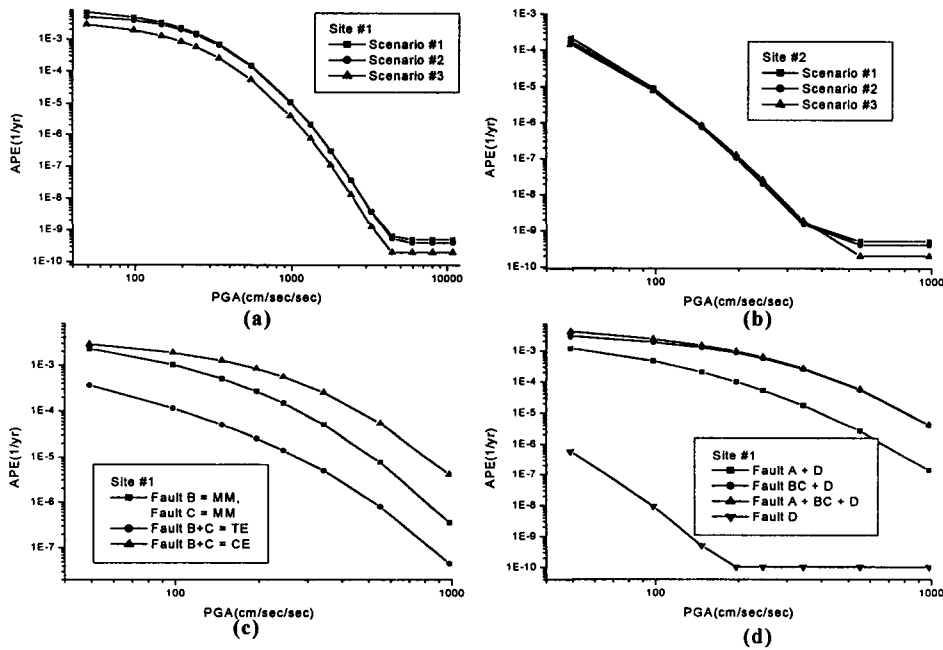 Site #1
Scenario #1
Scenario #2
Scenario #3
APE(1/yr)
1E-3
1E-4
1E-5
1E-6
1E-7
1E-8
1E-9
1E-10
100
1000
10000
PGA(cm/sec/sec)
(a)
Site #2
Scenario #1
Scenario #2
Scenario #3
APE(1/yr)
1E-3
1E-4
1E-5
1E-6
1E-7
1E-8
1E-9
1E-10
100
1000
PGA(cm/sec/sec)
(b)
APE(1/yr)
1E-3
1E-4
1E-5
1E-6
1E-7
Site #1
Fault B = MM,
Fault C = MM
Fault B+C = TE
Fault B+C = CE
100
1000
PGA(cm/sec/sec)
(c)
APE(1/yr)
1E-3
1E-4
1E-5
1E-6
1E-7
1E-8
1E-9
1E-10
Site #1
Fault A + D
Fault BC + D
Fault A + BC + D
Fault D
100
1000
PGA(cm/sec/sec)
(d)